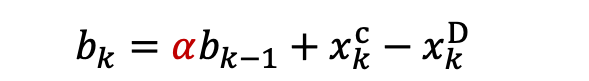 b_k = αb_{k−1} + x_k^c − x_k^D